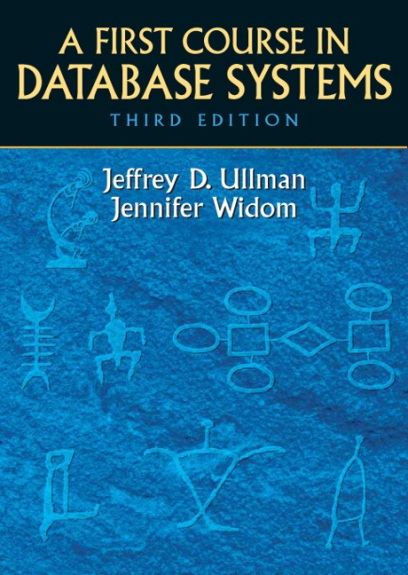 A FIRST COURSE IN
DATABASE SYSTEMS
THIRD EDITION
Jeffrey D. Ullman
Jennifer Widom